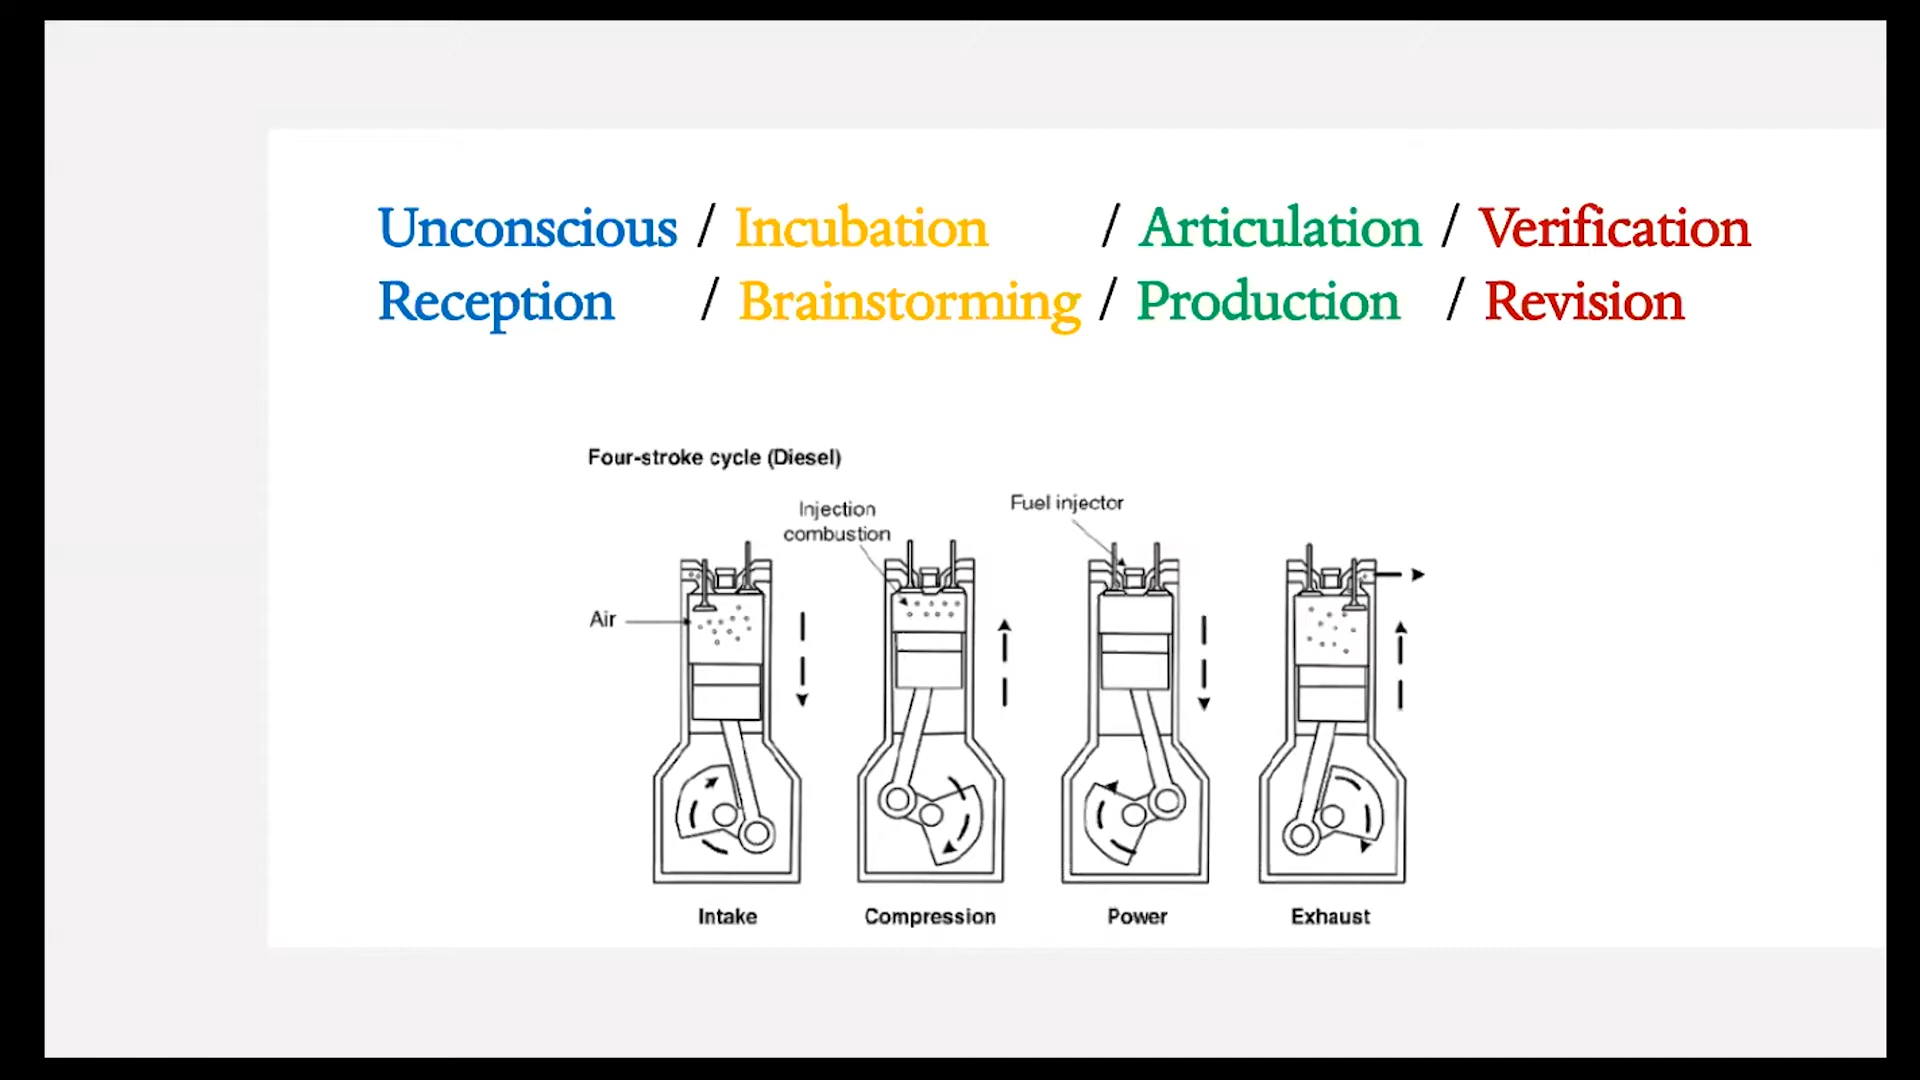 Unconscious / Incubation / Articulation / Verification
Reception / Brainstorming / Production / Revision
Four-stroke cycle (Diesel)
Injection
combustion
Fuel injector
Air
Intake
Compression
Power
Exhaust